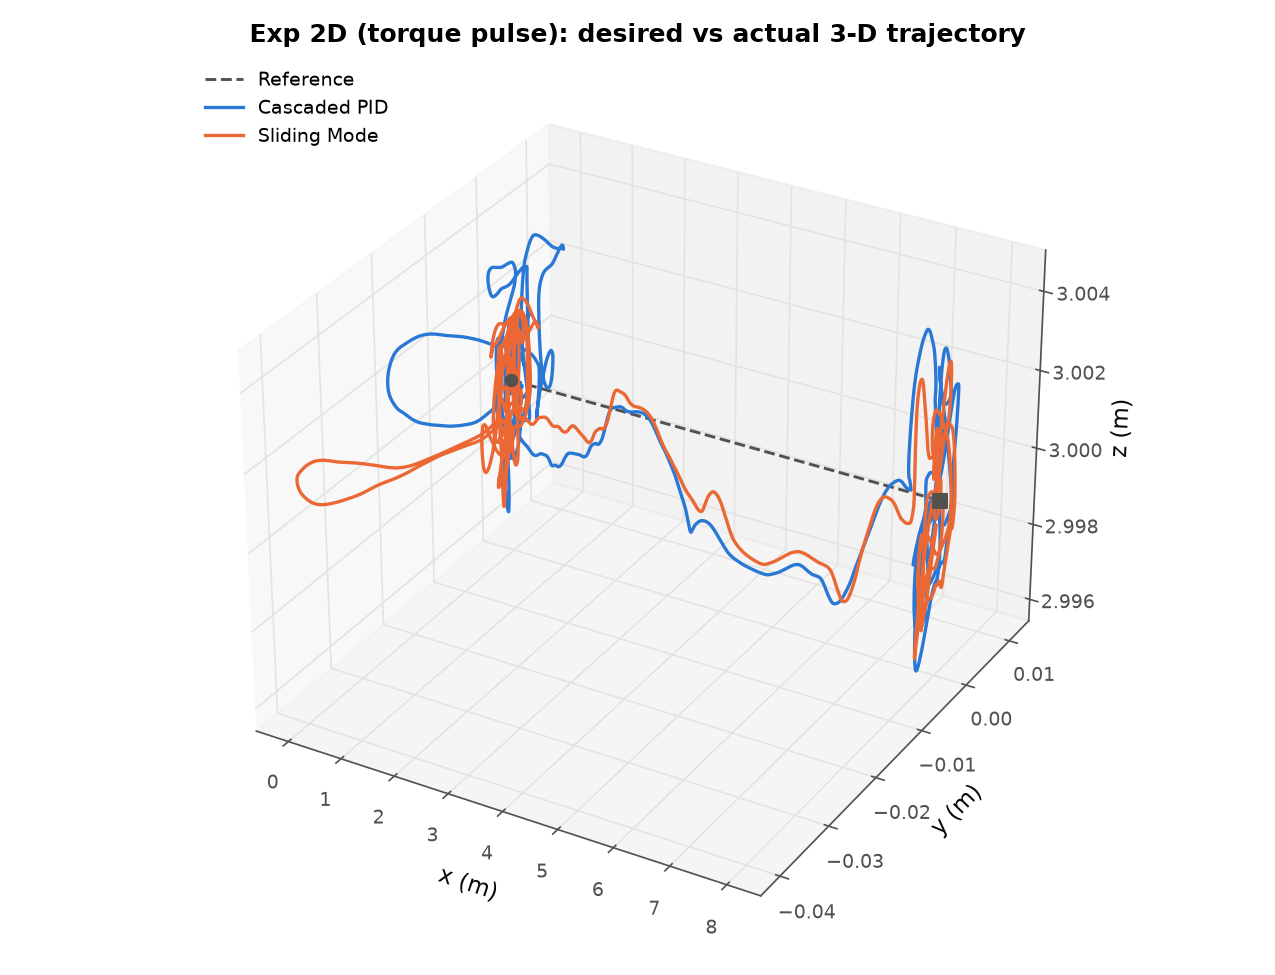 Exp 2D (torque pulse): desired vs actual 3-D trajectory
Reference
Cascaded PID
Sliding Mode
3.004
3.002
3.000
2.998
2.996
z (m)
0.01
0.00
−0.01
−0.02
−0.03
−0.04
y (m)
0
1
2
3
4
5
6
7
8
x (m)